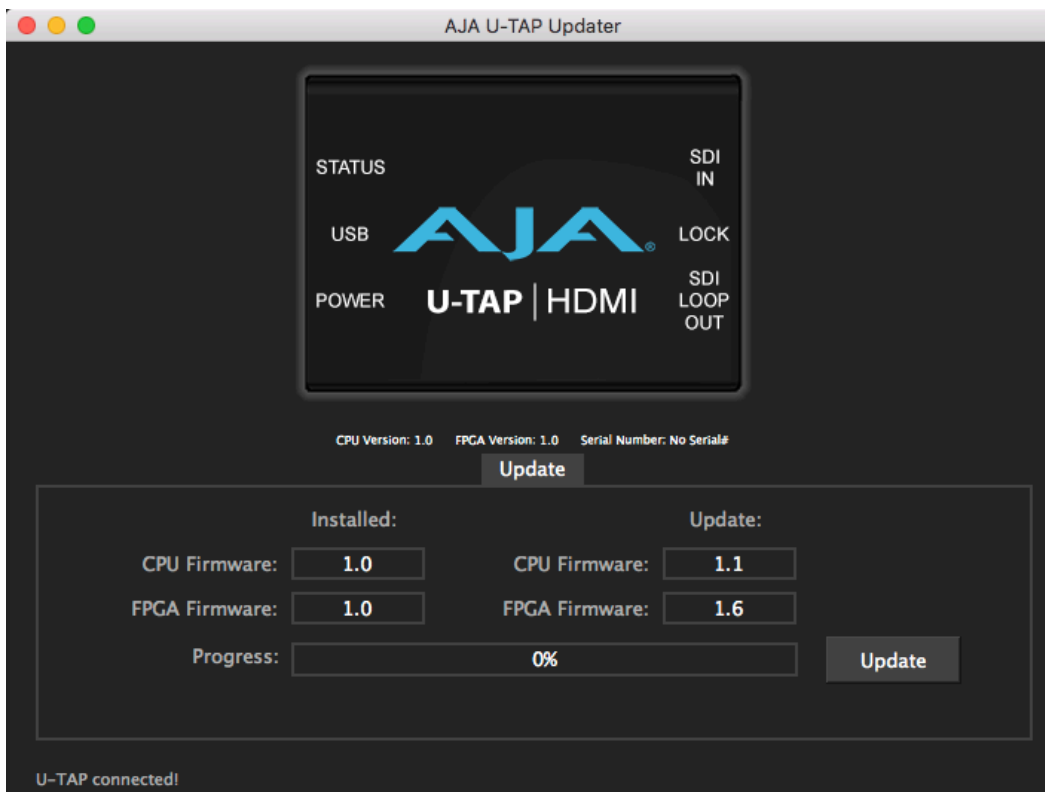 AJA U-TAP Updater
STATUS
SDI
IN
USB
AJA®
LOCK
POWER
U-TAP | HDMI
SDI
LOOP
OUT
CPU Version: 1.0 FPGA Version: 1.0 Serial Number: No Serial#
Update
Installed: Update:
CPU Firmware: 1.0 CPU Firmware: 1.1
FPGA Firmware: 1.0 FPGA Firmware: 1.6
Progress: 0% Update
U-TAP connected!